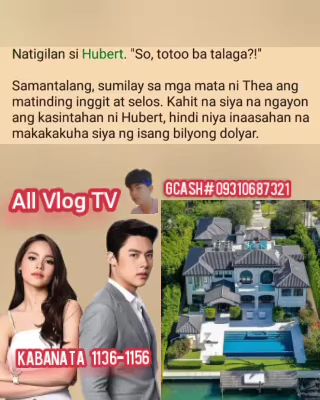 Natigilan si Hubert. "So, totoo ba talaga?!"
Samantalang, sumilay sa mga mata ni Thea ang
matinding inggit at selos. Kahit na siya na ngayon
ang kasintahan ni Hubert, hindi niya inaasahan na
makakakuha siya ng isang bilyong dolyar.
GCASH#09310687321
All Vlog TV
KABANATA 1136-1156